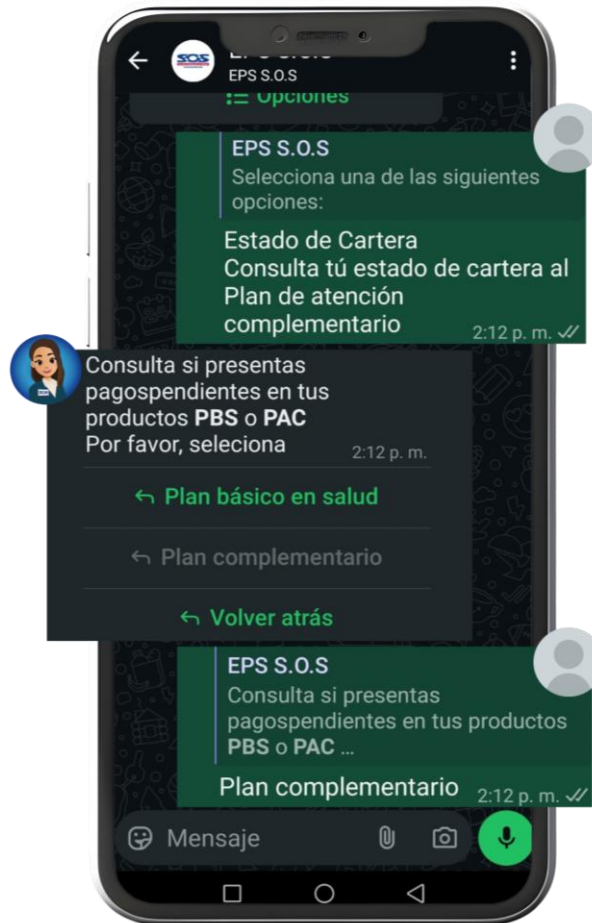 SOS
EPS S.O.S
Opciones
EPS S.O.S
Selecciona una de las siguientes
opciones:
Estado de Cartera
Consulta tú estado de cartera al
Plan de atención
complementario
2:12 p. m.
Consulta si presentas
pagospendientes en tus
productos PBS o PAC
Por favor, seleciona
2:12 p. m.
Plan básico en salud
Plan complementario
Volver atrás
EPS S.O.S
Consulta si presentas
pagospendientes en tus productos
PBS o PAC ...
Plan complementario
2:12 p. m.
Mensaje